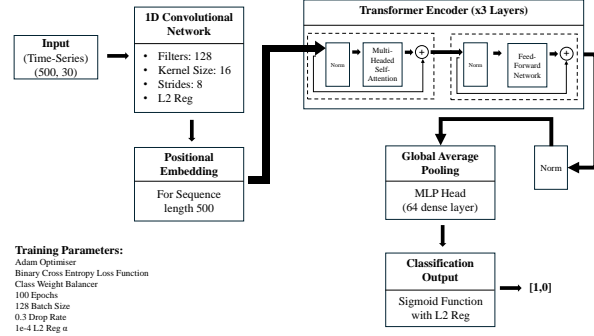 Input
(Time-Series)
(500, 30)
1D Convolutional
Network
• Filters: 128
• Kernel Size: 16
• Strides: 8
• L2 Reg
Positional
Embedding
For Sequence
length 500
Transformer Encoder (x3 Layers)
Norm
Multi-
Headed
Self-
Attention
+
Norm
Feed-
Forward
Network
+
Norm
Global Average
Pooling
MLP Head
(64 dense layer)
Classification
Output
Sigmoid Function
with L2 Reg
[1,0]
Training Parameters:
Adam Optimiser
Binary Cross Entropy Loss Function
Class Weight Balancer
100 Epochs
128 Batch Size
0.3 Drop Rate
1e-4 L2 Reg α